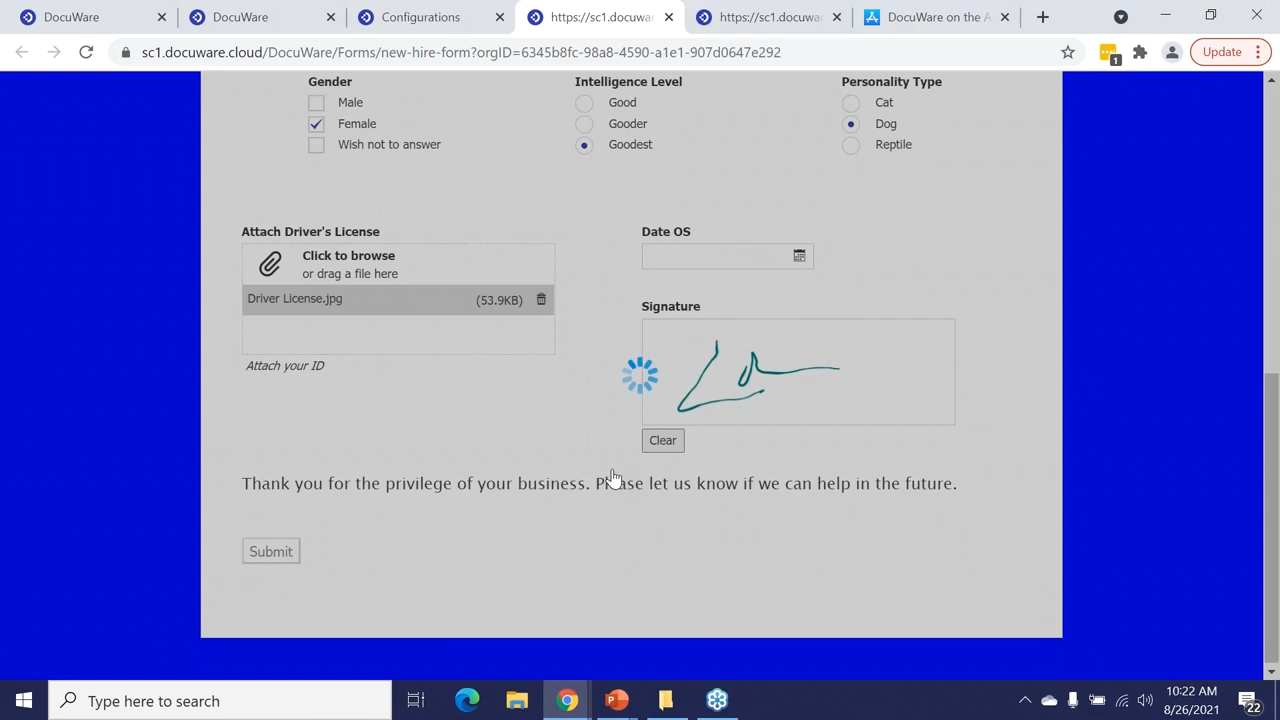 DocuWare
DocuWare
Configurations
https://sc1.docuwa
https://sc1.docuwa
DocuWare on the A
sc1.docuware.cloud/DocuWare/Forms/new-hire-form?orgID=6345b8fc-98a8-4590-a1e1-907d0647e292
1
Update
Gender
Intelligence Level
Personality Type
Male
Good
Cat
Female
Gooder
Dog
Wish not to answer
Goodest
Reptile
Attach Driver's License
Date OS
Click to browse
or drag a file here
Driver License.jpg
(53.9KB)
Signature
Attach your ID
Clear
Thank you for the privilege of your business. Please let us know if we can help in the future.
Submit
Type here to search
10:22 AM
8/26/2021
22